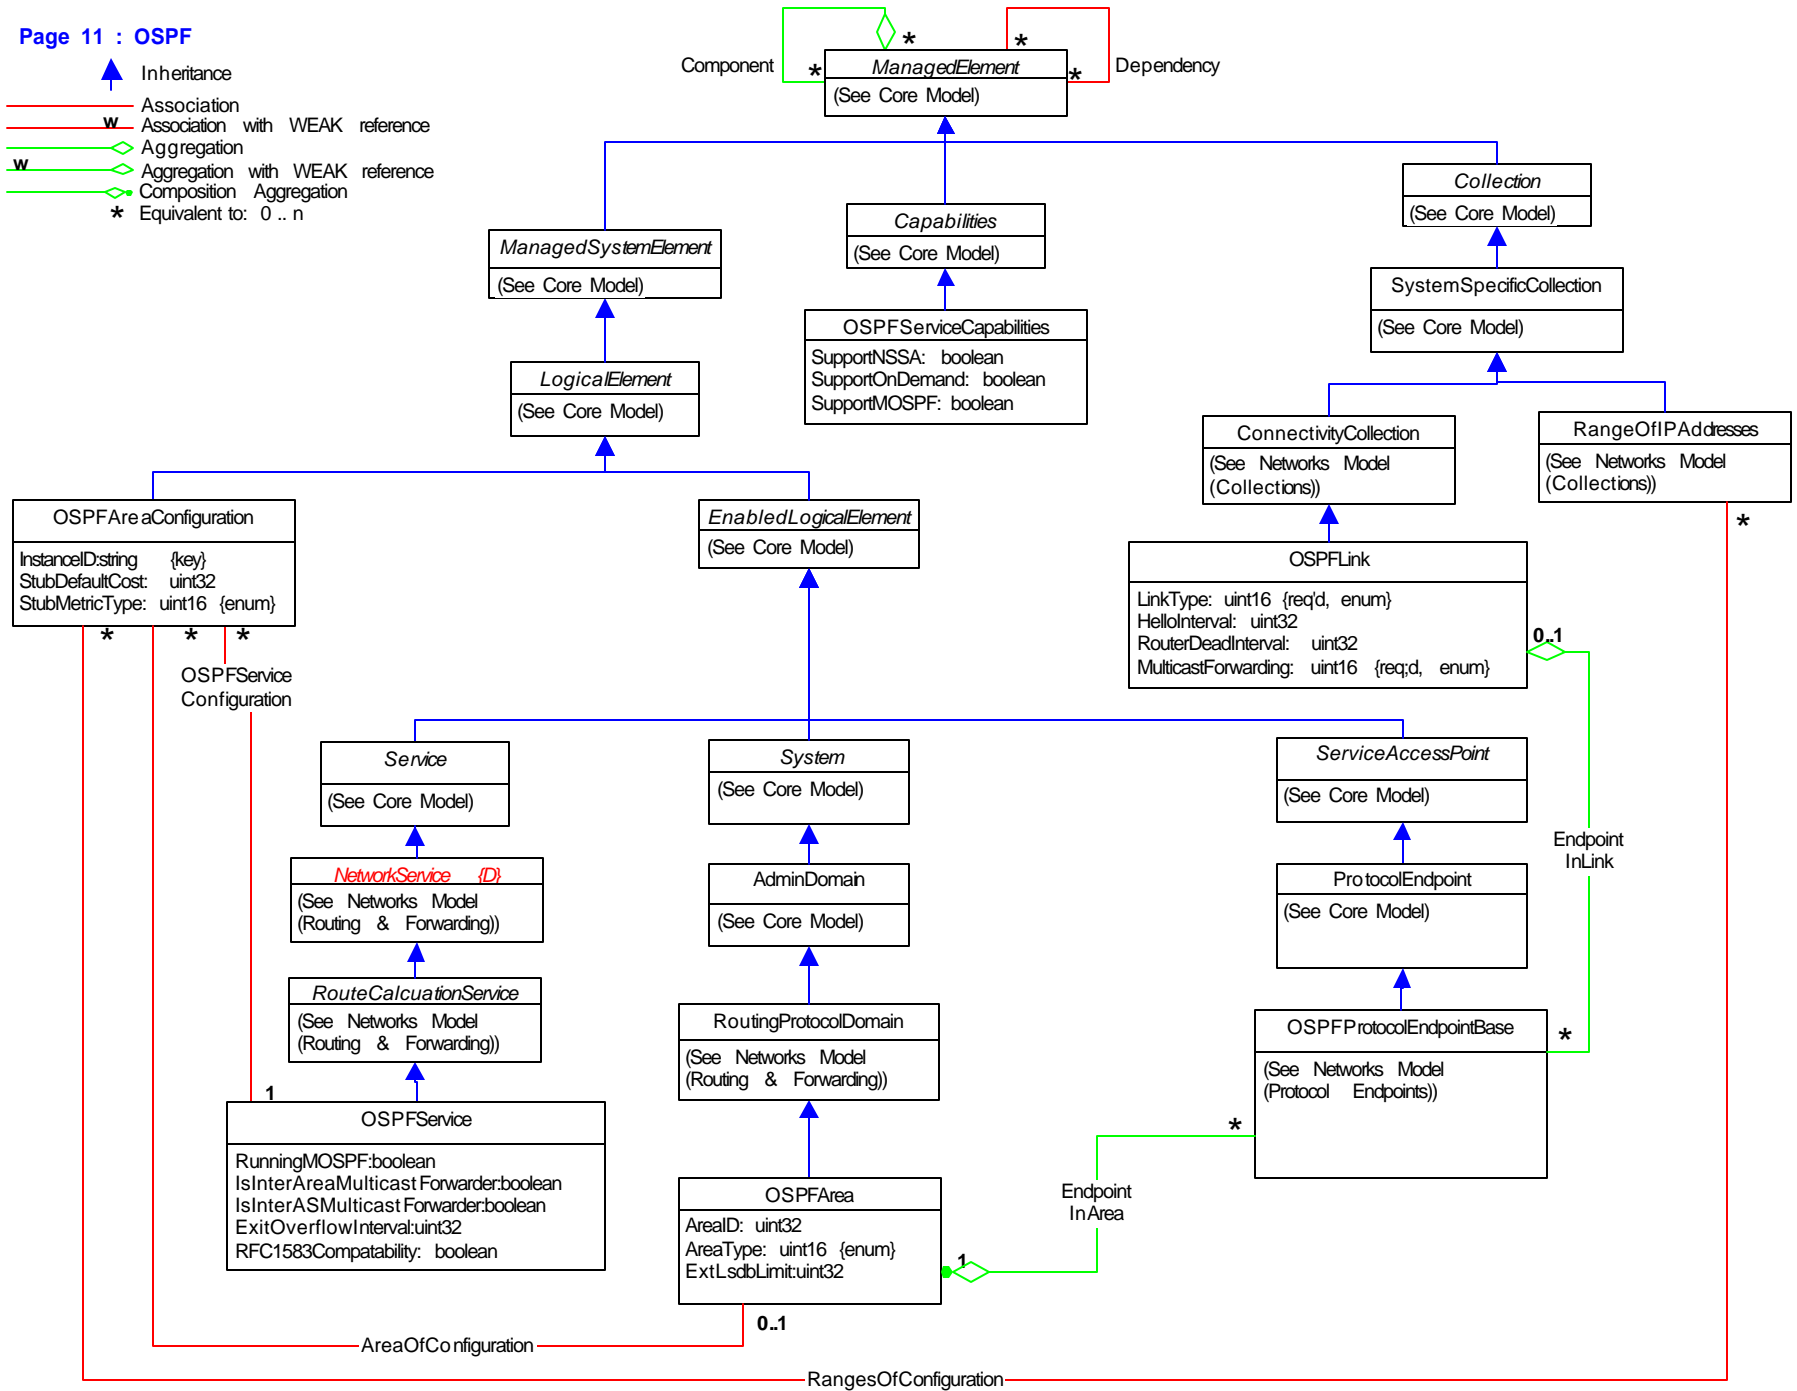 Page 11 : OSPF
Inheritance
Association
w Association with WEAK reference
Aggregation
w Aggregation with WEAK reference
Composition Aggregation
* Equivalent to: 0 .. n
Component
*
*
*
*
Dependency
ManagedElement
(See Core Model)
ManagedSystemElement
(See Core Model)
Capabilities
(See Core Model)
Collection
(See Core Model)
SystemSpecificCollection
(See Core Model)
OSPFServiceCapabilities
SupportNSSA: boolean
SupportOnDemand: boolean
SupportMOSPF: boolean
LogicalElement
(See Core Model)
ConnectivityCollection
(See Networks Model
(Collections))
RangeOfIPAddresses
(See Networks Model
(Collections))
*
OSPFAreaConfiguration
InstanceID:string {key}
StubDefaultCost: uint32
StubMetricType: uint16 {enum}
*
*
*
OSPFService
Configuration
EnabledLogicalElement
(See Core Model)
OSPFLink
LinkType: uint16 {req'd, enum}
HelloInterval: uint32
RouterDeadInterval: uint32
MulticastForwarding: uint16 {req;d, enum}
0..1
Service
(See Core Model)
System
(See Core Model)
ServiceAccessPoint
(See Core Model)
Endpoint
InLink
NetworkService {D}
(See Networks Model
(Routing & Forwarding))
AdminDomain
(See Core Model)
ProtocolEndpoint
(See Core Model)
RouteCalcuationService
(See Networks Model
(Routing & Forwarding))
RoutingProtocolDomain
(See Networks Model
(Routing & Forwarding))
OSPFProtocolEndpointBase
(See Networks Model
(Protocol Endpoints))
*
*
1
OSPFService
RunningMOSPF:boolean
IsInterAreaMulticastForwarder:boolean
IsInterASMulticastForwarder:boolean
ExitOverflowInterval:uint32
RFC1583Compatability: boolean
OSPFArea
AreaID: uint32
AreaType: uint16 {enum}
ExtLsdbLimit:uint32
Endpoint
InArea
1
0..1
AreaOfConfiguration
RangesOfConfiguration